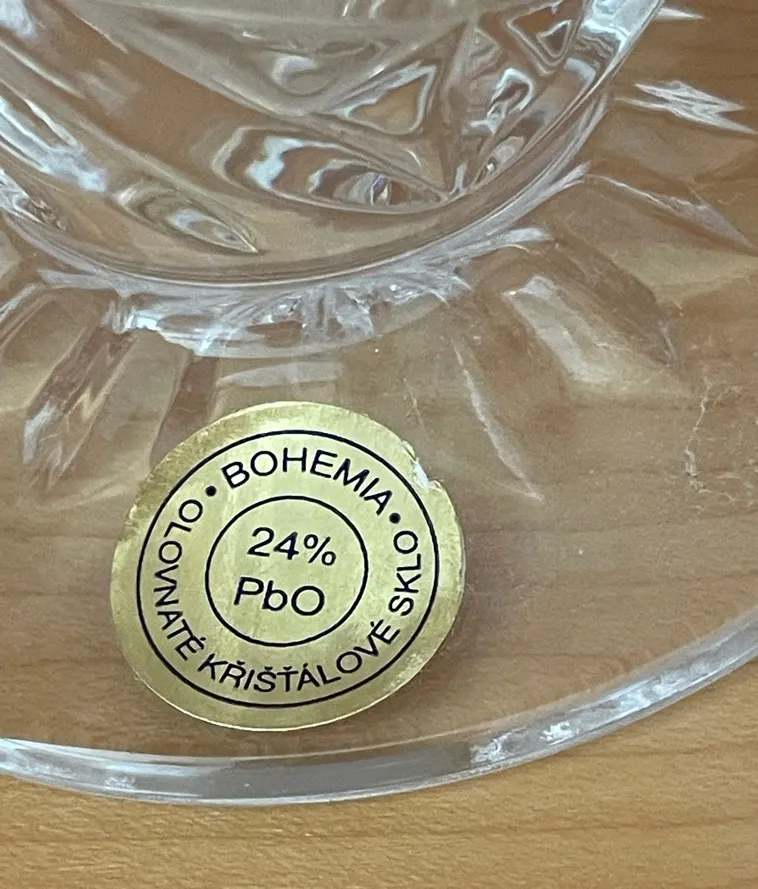 • BOHEMIA •
OLOVNATÉ KŘIŠŤÁLOVÉ SKLO
24%
PbO